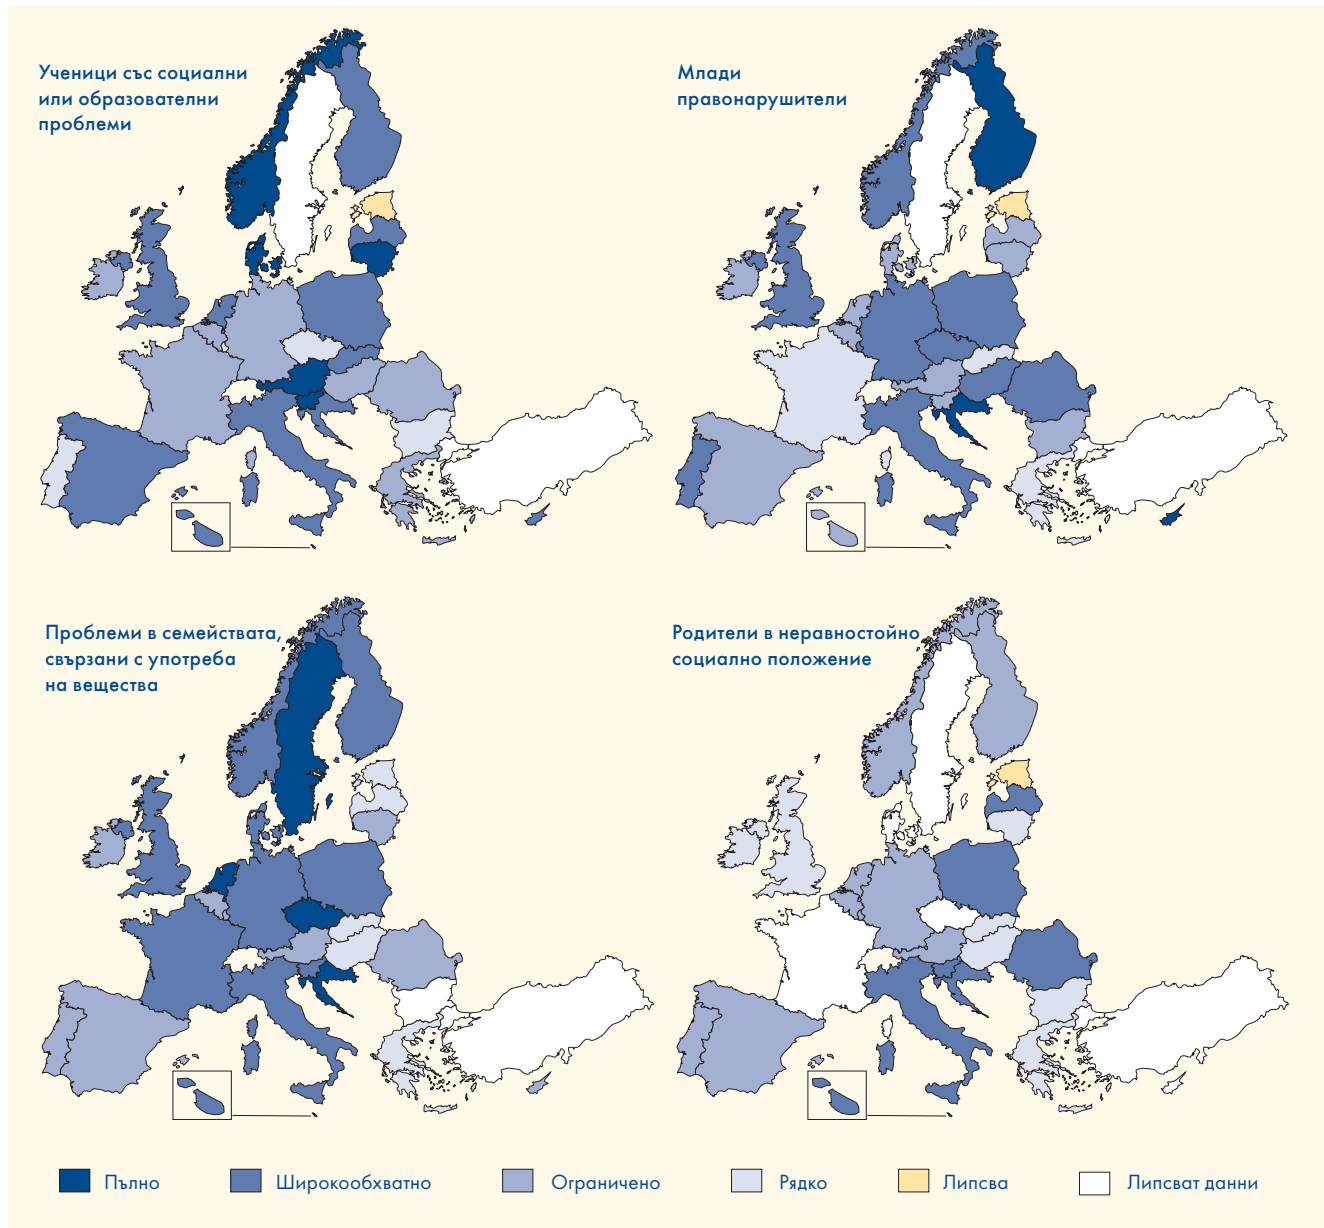 Ученици със социални
или образователни
проблеми
Млади
правонарушители
Проблеми в семействата,
свързани с употреба
на вещества
Родители в неравностойно
социално положение
Пълно
Широкообхватно
Ограничено
Рядко
Липсва
Липсват данни